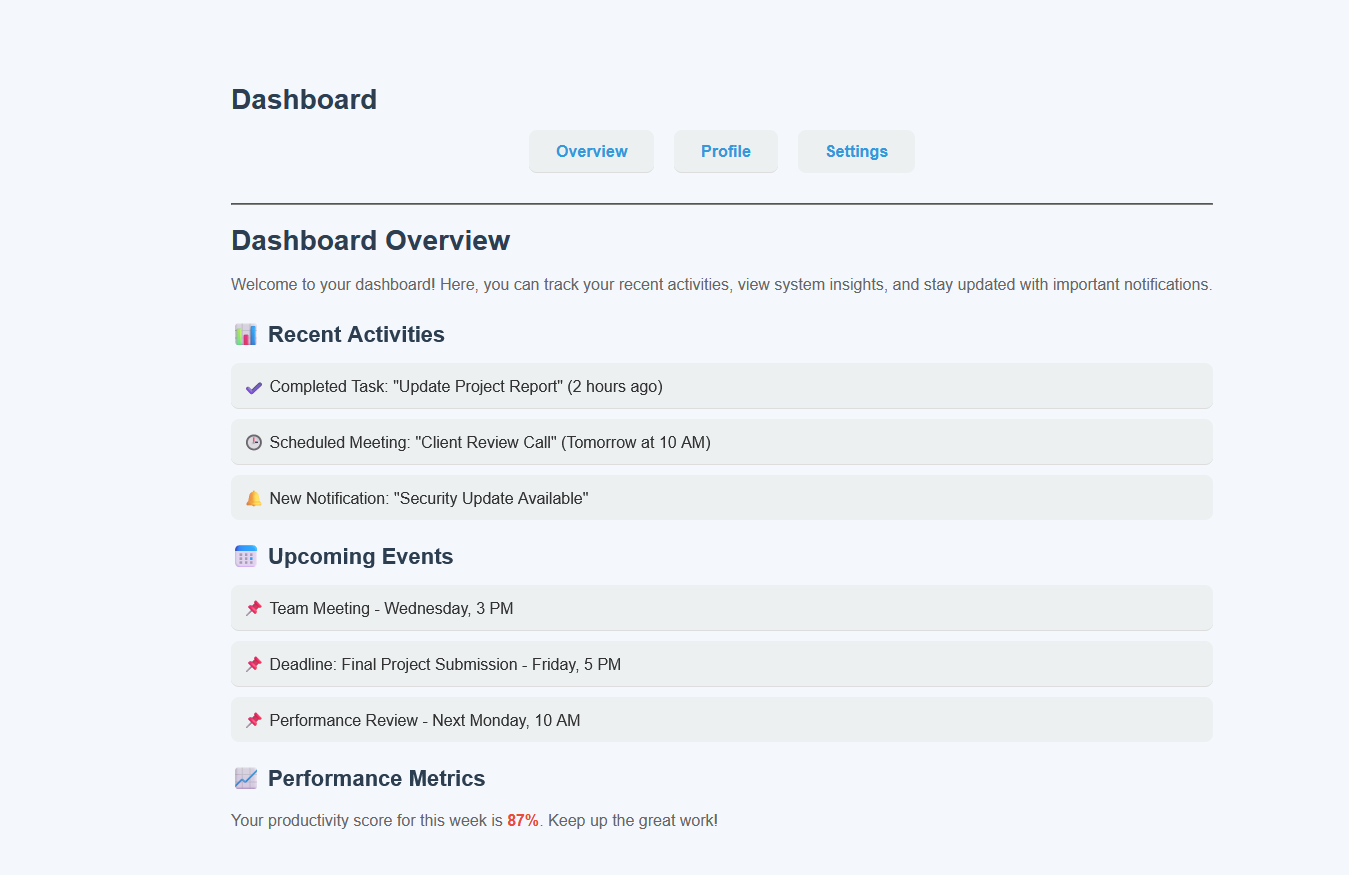 Dashboard
Overview Profile Settings
Dashboard Overview
Welcome to your dashboard! Here, you can track your recent activities, view system insights, and stay updated with important notifications.
Recent Activities
Completed Task: "Update Project Report" (2 hours ago)
Scheduled Meeting: "Client Review Call" (Tomorrow at 10 AM)
New Notification: "Security Update Available"
Upcoming Events
Team Meeting - Wednesday, 3 PM
Deadline: Final Project Submission - Friday, 5 PM
Performance Review - Next Monday, 10 AM
Performance Metrics
Your productivity score for this week is 87%. Keep up the great work!